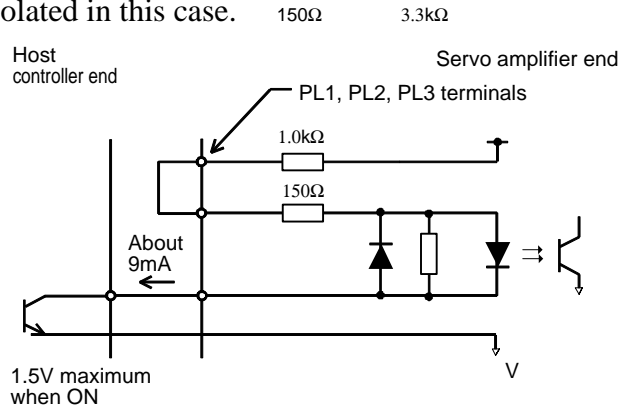 olated in this case.
150Ω 3.3kΩ
Host
controller end
Servo amplifier end
PL1, PL2, PL3 terminals
1.0kΩ
150Ω
About
9mA
1.5V maximum
when ON
V